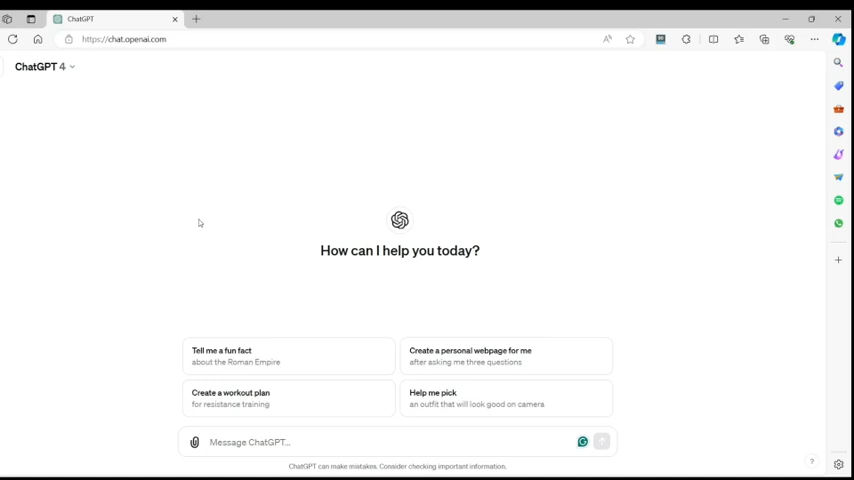 ChatGPT
https://chat.openai.com
ChatGPT 4
How can I help you today?
Tell me a fun fact
about the Roman Empire
Create a personal webpage for me
after asking me three questions
Create a workout plan
for resistance training
Help me pick
an outfit that will look good on camera
Message ChatGPT...
ChatGPT can make mistakes. Consider checking important information.
?